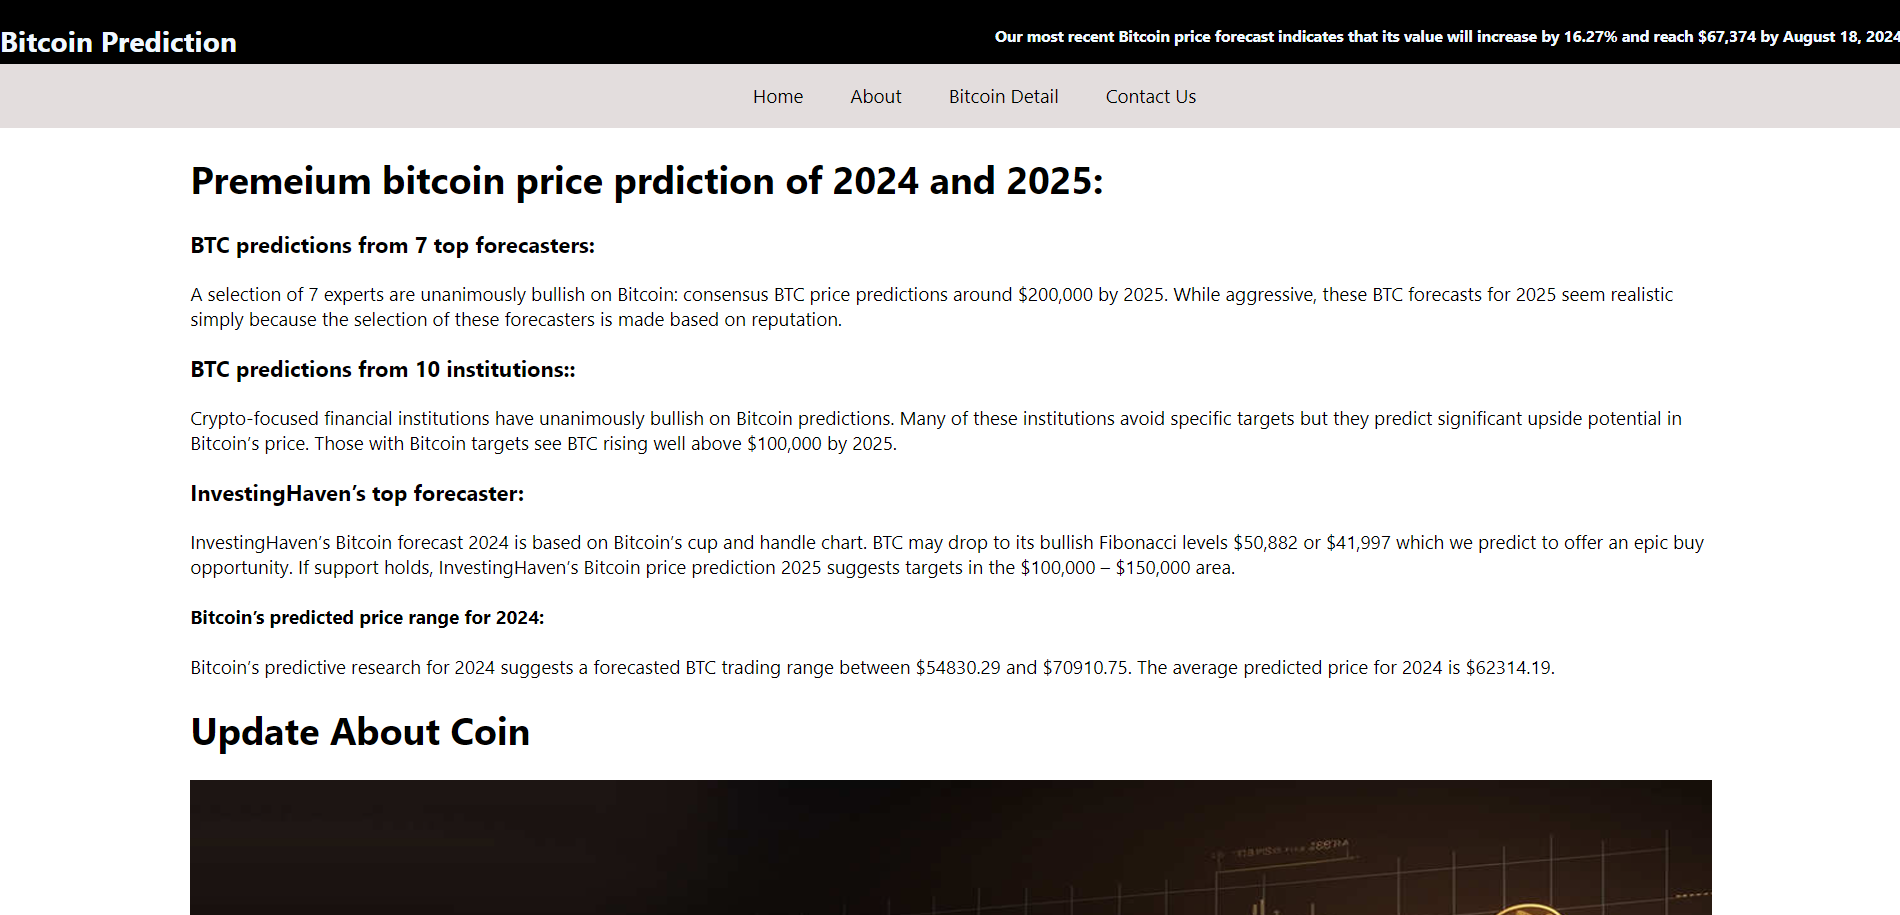 Bitcoin Prediction
Our most recent Bitcoin price forecast indicates that its value will increase by 16.27% and reach $67,374 by August 18, 2024
Home About Bitcoin Detail Contact Us
Premeium bitcoin price prdiction of 2024 and 2025:
BTC predictions from 7 top forecasters:
A selection of 7 experts are unanimously bullish on Bitcoin: consensus BTC price predictions around $200,000 by 2025. While aggressive, these BTC forecasts for 2025 seem realistic
simply because the selection of these forecasters is made based on reputation.
BTC predictions from 10 institutions::
Crypto-focused financial institutions have unanimously bullish on Bitcoin predictions. Many of these institutions avoid specific targets but they predict significant upside potential in
Bitcoin’s price. Those with Bitcoin targets see BTC rising well above $100,000 by 2025.
InvestingHaven’s top forecaster:
InvestingHaven’s Bitcoin forecast 2024 is based on Bitcoin’s cup and handle chart. BTC may drop to its bullish Fibonacci levels $50,882 or $41,997 which we predict to offer an epic buy
opportunity. If support holds, InvestingHaven’s Bitcoin price prediction 2025 suggests targets in the $100,000 – $150,000 area.
Bitcoin’s predicted price range for 2024:
Bitcoin’s predictive research for 2024 suggests a forecasted BTC trading range between $54830.29 and $70910.75. The average predicted price for 2024 is $62314.19.
Update About Coin